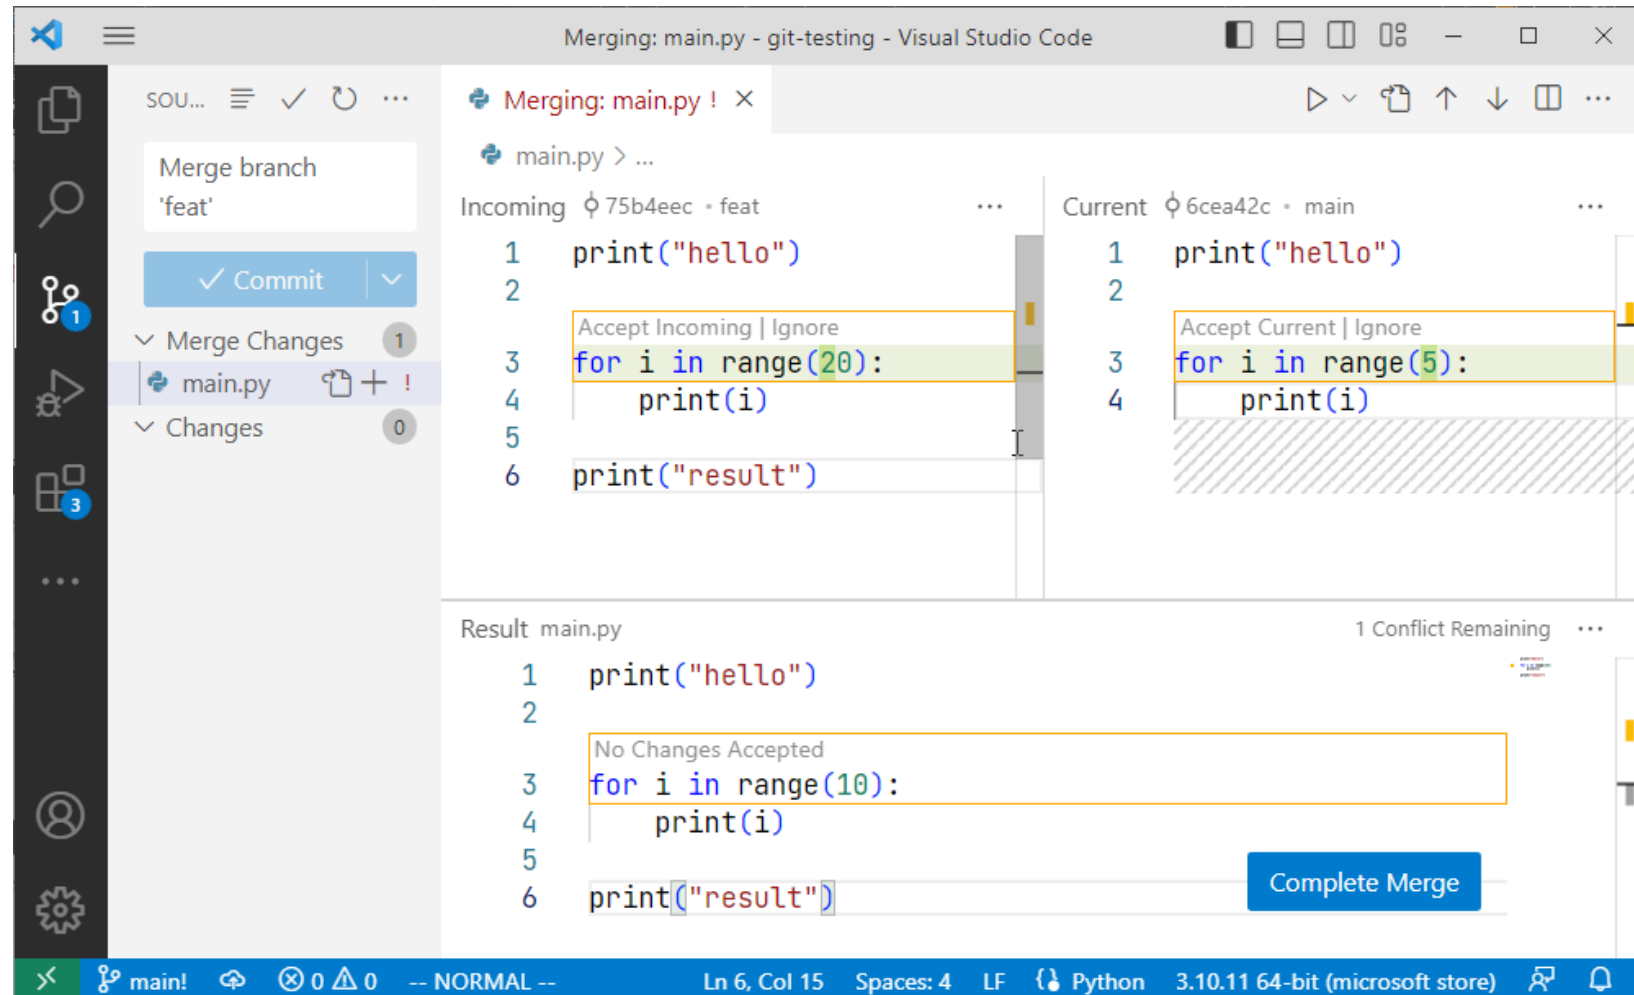 Merging: main.py - git-testing - Visual Studio Code
SOU...
Merging: main.py !
main.py > ...
Merge branch
'feat'
Commit
Merge Changes 1
main.py !
Changes 0
1
3
Incoming 75b4eec • feat
1 print("hello")
2
Accept Incoming | Ignore
3 for i in range(20):
4     print(i)
5
6 print("result")
Current 6cea42c • main
1 print("hello")
2
Accept Current | Ignore
3 for i in range(5):
4     print(i)
Result main.py 1 Conflict Remaining
1 print("hello")
2
No Changes Accepted
3 for i in range(10):
4     print(i)
5
6 print("result")
Complete Merge
main! 0 0 -- NORMAL -- Ln 6, Col 15 Spaces: 4 LF Python 3.10.11 64-bit (microsoft store)